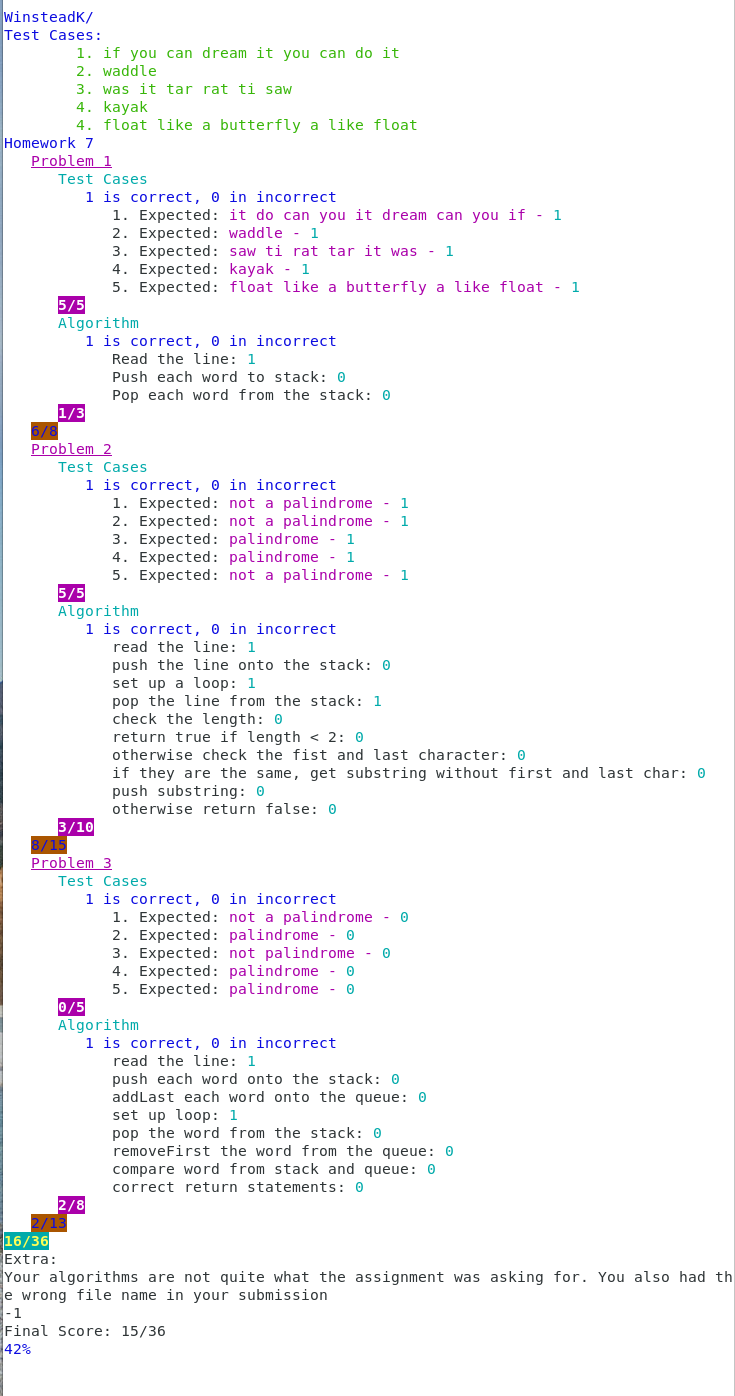 WinsteadK/
Test Cases:
1. if you can dream it you can do it
2. waddle
3. was it tar rat ti saw
4. kayak
4. float like a butterfly a like float
Homework 7
Problem 1
Test Cases
1 is correct, 0 in incorrect
1. Expected: it do can you it dream can you if - 1
2. Expected: waddle - 1
3. Expected: saw ti rat tar it was - 1
4. Expected: kayak - 1
5. Expected: float like a butterfly a like float - 1
5/5
Algorithm
1 is correct, 0 in incorrect
Read the line: 1
Push each word to stack: 0
Pop each word from the stack: 0
1/3
6/8
Problem 2
Test Cases
1 is correct, 0 in incorrect
1. Expected: not a palindrome - 1
2. Expected: not a palindrome - 1
3. Expected: palindrome - 1
4. Expected: palindrome - 1
5. Expected: not a palindrome - 1
5/5
Algorithm
1 is correct, 0 in incorrect
read the line: 1
push the line onto the stack: 0
set up a loop: 1
pop the line from the stack: 1
check the length: 0
return true if length < 2: 0
otherwise check the fist and last character: 0
if they are the same, get substring without first and last char: 0
push substring: 0
otherwise return false: 0
3/10
8/15
Problem 3
Test Cases
1 is correct, 0 in incorrect
1. Expected: not a palindrome - 0
2. Expected: palindrome - 0
3. Expected: not palindrome - 0
4. Expected: palindrome - 0
5. Expected: palindrome - 0
0/5
Algorithm
1 is correct, 0 in incorrect
read the line: 1
push each word onto the stack: 0
addLast each word onto the queue: 0
set up loop: 1
pop the word from the stack: 0
removeFirst the word from the queue: 0
compare word from stack and queue: 0
correct return statements: 0
2/8
2/13
16/36
Extra:
Your algorithms are not quite what the assignment was asking for. You also had th
e wrong file name in your submission
-1
Final Score: 15/36
42%